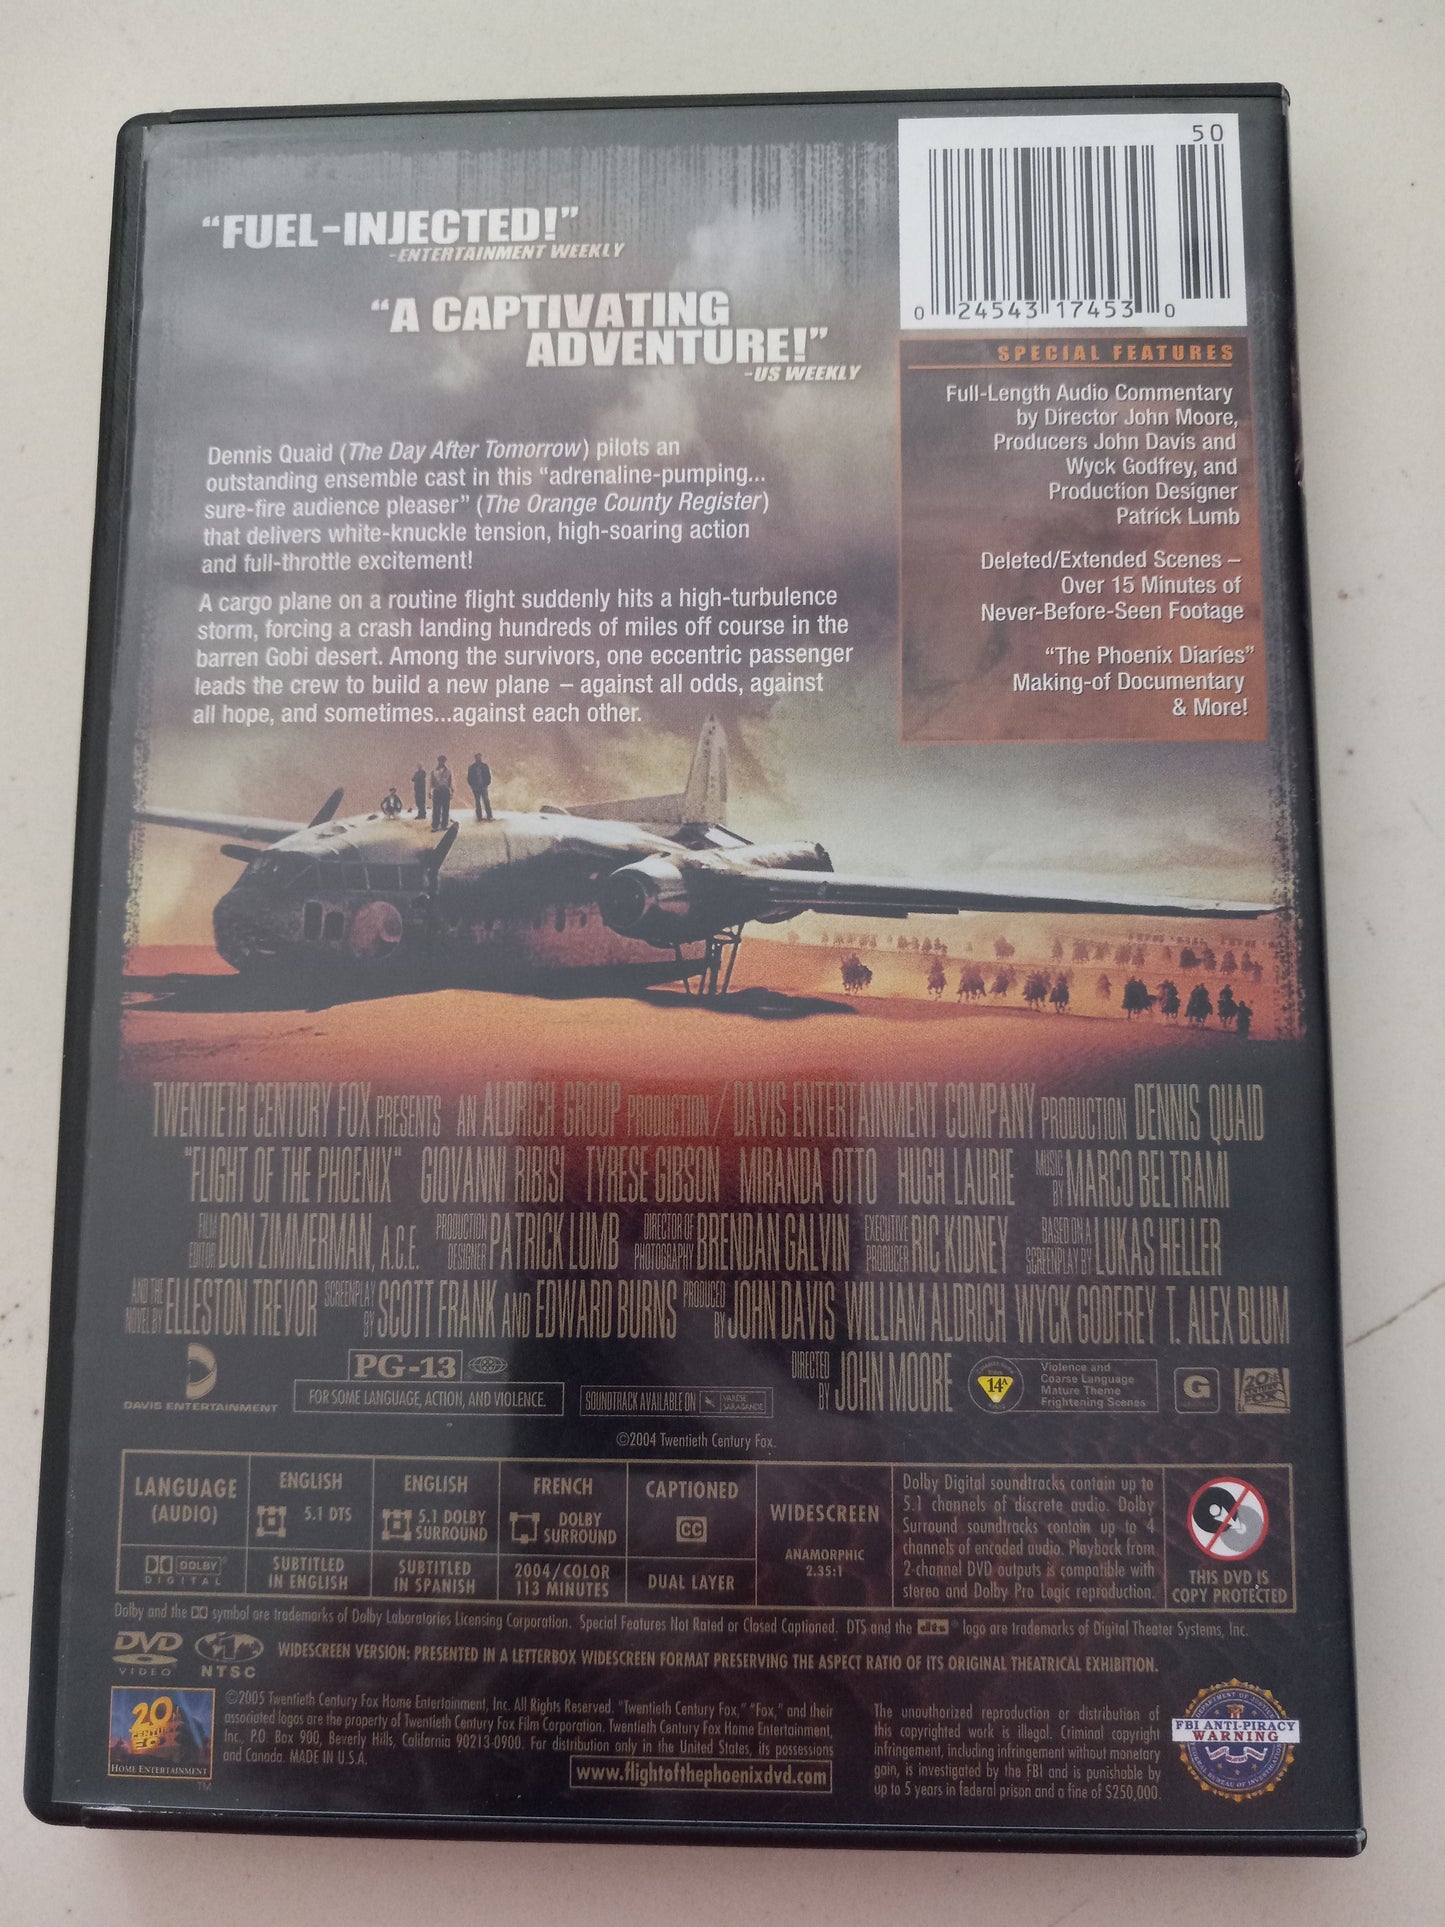 50
0 24543 17453 0
"FUEL-INJECTED!"
-ENTERTAINMENT WEEKLY
"A CAPTIVATING
ADVENTURE!"
-US WEEKLY
Dennis Quaid (The Day After Tomorrow) pilots an
outstanding ensemble cast in this "adrenaline-pumping...
sure-fire audience pleaser" (The Orange County Register)
that delivers white-knuckle tension, high-soaring action
and full-throttle excitement!
A cargo plane on a routine flight suddenly hits a high-turbulence
storm, forcing a crash landing hundreds of miles off course in the
barren Gobi desert. Among the survivors, one eccentric passenger
leads the crew to build a new plane – against all odds, against
all hope, and sometimes...against each other.
SPECIAL FEATURES
Full-Length Audio Commentary
by Director John Moore,
Producers John Davis and
Wyck Godfrey, and
Production Designer
Patrick Lumb
Deleted/Extended Scenes –
Over 15 Minutes of
Never-Before-Seen Footage
"The Phoenix Diaries"
Making-of Documentary
& More!
TWENTIETH CENTURY FOX PRESENTS AN ALDRICH GROUP PRODUCTION / DAVIS ENTERTAINMENT COMPANY PRODUCTION DENNIS QUAID
"FLIGHT OF THE PHOENIX" GIOVANNI RIBISI TYRESE GIBSON MIRANDA OTTO HUGH LAURIE MUSIC BY MARCO BELTRAMI
FILM EDITOR DON ZIMMERMAN, A.C.E. PRODUCTION DESIGNER PATRICK LUMB DIRECTOR OF PHOTOGRAPHY BRENDAN GALVIN EXECUTIVE PRODUCER RIC KIDNEY BASED ON A SCREENPLAY BY LUKAS HELLER
AND THE NOVEL BY ELLESTON TREVOR SCREENPLAY BY SCOTT FRANK AND EDWARD BURNS PRODUCED BY JOHN DAVIS WILLIAM ALDRICH WYCK GODFREY T. ALEX BLUM
DIRECTED BY JOHN MOORE
DAVIS ENTERTAINMENT
PG-13
FOR SOME LANGUAGE, ACTION, AND VIOLENCE.
SOUNDTRACK AVAILABLE ON VARESE SARABANDE
14A
Violence and
Coarse Language
Mature Theme
Frightening Scenes
G
20TH CENTURY FOX
©2004 Twentieth Century Fox.
LANGUAGE
(AUDIO)
DOLBY
DIGITAL
ENGLISH
5.1 DTS
SUBTITLED
IN ENGLISH
ENGLISH
5.1 DOLBY
SURROUND
SUBTITLED
IN SPANISH
FRENCH
DOLBY
SURROUND
2004/COLOR
113 MINUTES
CAPTIONED
CC
DUAL LAYER
WIDESCREEN
ANAMORPHIC
2.35:1
Dolby Digital soundtracks contain up to
5.1 channels of discrete audio. Dolby
Surround soundtracks contain up to 4
channels of encoded audio. Playback from
2-channel DVD outputs is compatible with
stereo and Dolby Pro Logic reproduction.
THIS DVD IS
COPY PROTECTED
Dolby and the DD symbol are trademarks of Dolby Laboratories Licensing Corporation. Special Features Not Rated or Closed Captioned. DTS and the dts® logo are trademarks of Digital Theater Systems, Inc.
DVD
VIDEO
NTSC
WIDESCREEN VERSION: PRESENTED IN A LETTERBOX WIDESCREEN FORMAT PRESERVING THE ASPECT RATIO OF ITS ORIGINAL THEATRICAL EXHIBITION.
20TH CENTURY FOX
HOME ENTERTAINMENT
TM
©2005 Twentieth Century Fox Home Entertainment, Inc. All Rights Reserved. "Twentieth Century Fox," "Fox," and their
associated logos are the property of Twentieth Century Fox Film Corporation. Twentieth Century Fox Home Entertainment,
Inc., P.O. Box 900, Beverly Hills, California 90213-0900. For distribution only in the United States, its possessions
and Canada. MADE IN U.S.A.
www.flightofthephoenixdvd.com
The unauthorized reproduction or distribution of
this copyrighted work is illegal. Criminal copyright
infringement, including infringement without monetary
gain, is investigated by the FBI and is punishable by
up to 5 years in federal prison and a fine of $250,000.
DEPARTMENT OF JUSTICE
FBI ANTI-PIRACY
WARNING
FEDERAL BUREAU OF INVESTIGATION